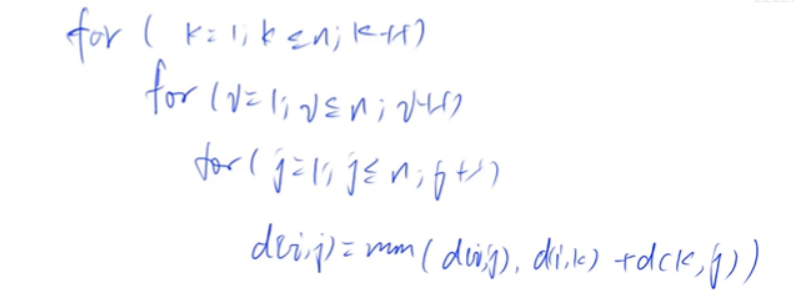 for ( k=1; k≤n; k++)
for (i=1; i≤n; i++)
for ( j=1; j≤n; j++)
d(i,j)=min( d(i,j), d(i,k) +d(k,j))